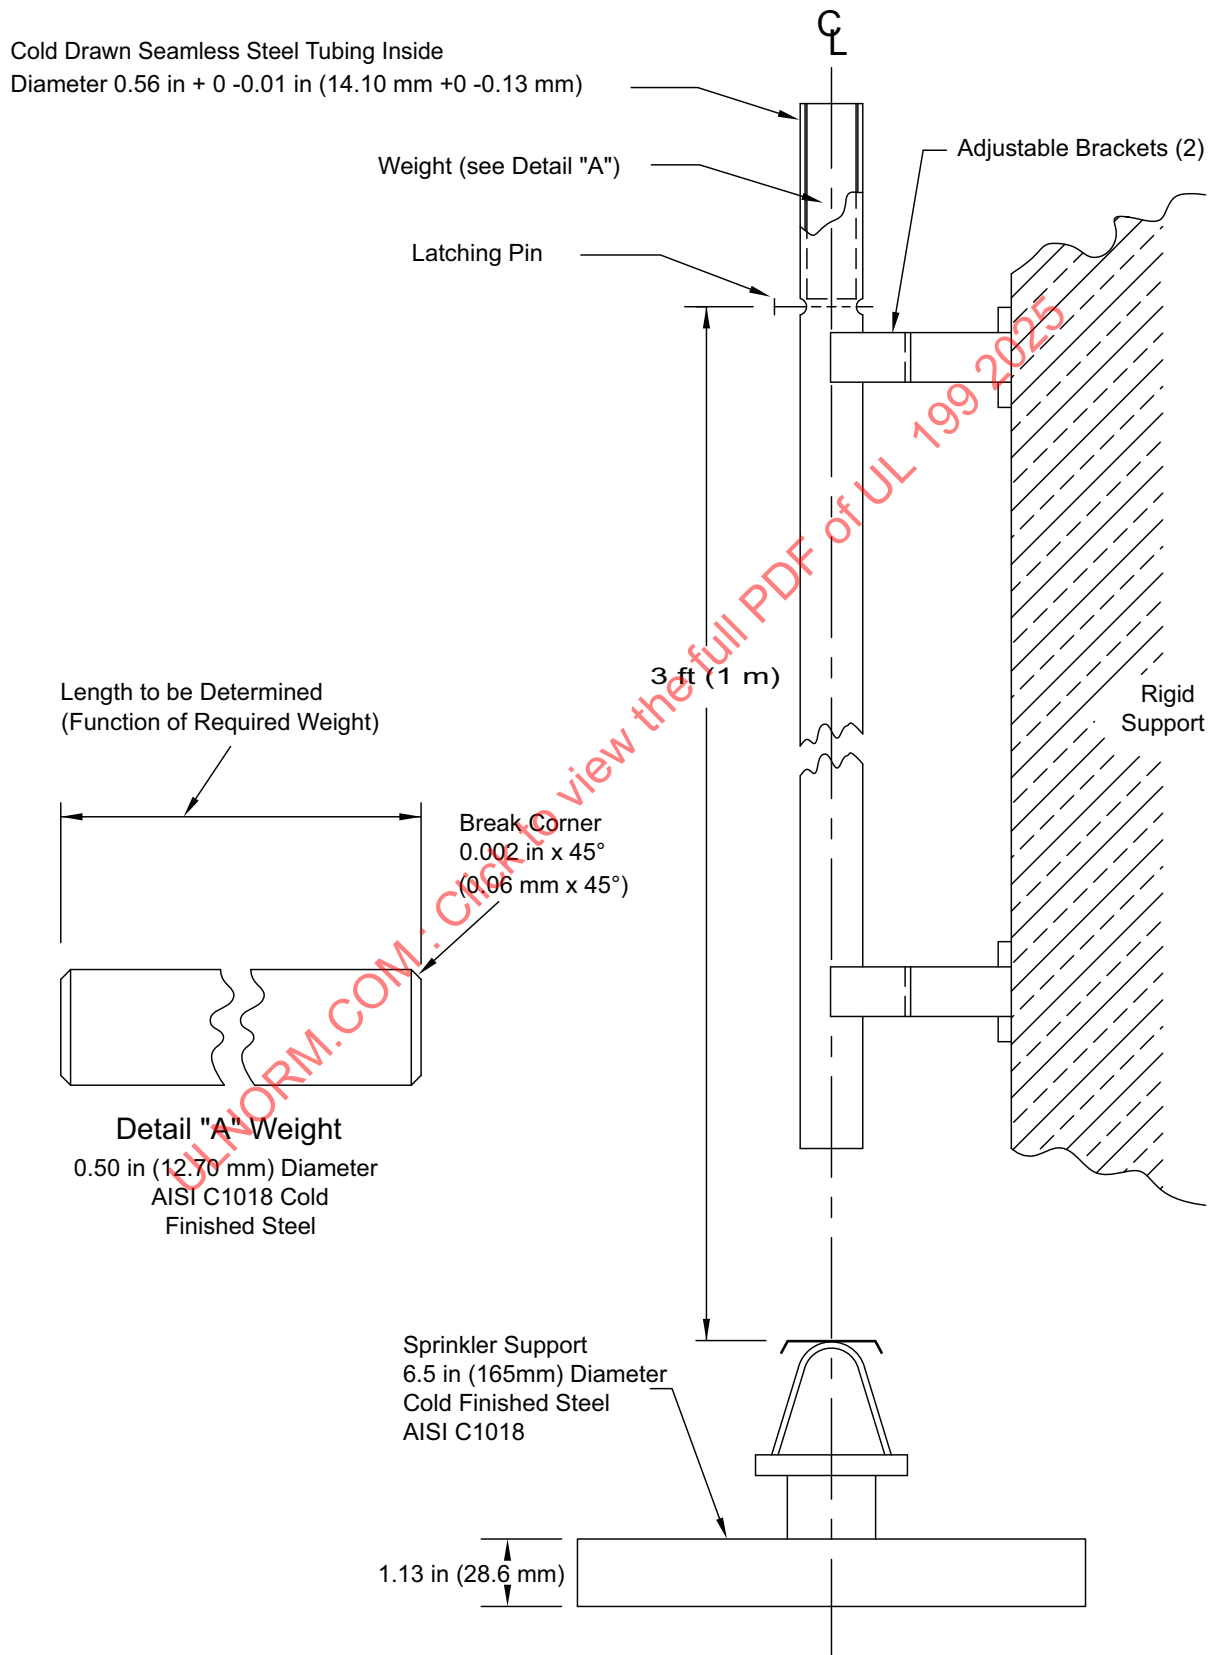 CL
Cold Drawn Seamless Steel Tubing Inside
Diameter 0.56 in + 0 -0.01 in (14.10 mm +0 -0.13 mm)
Weight (see Detail "A")
Adjustable Brackets (2)
Latching Pin
3 ft (1 m)
Rigid
Support
Length to be Determined
(Function of Required Weight)
Break Corner
0.002 in x 45°
(0.06 mm x 45°)
Detail "A" Weight
0.50 in (12.70 mm) Diameter
AISI C1018 Cold
Finished Steel
Sprinkler Support
6.5 in (165mm) Diameter
Cold Finished Steel
AISI C1018
1.13 in (28.6 mm)
ULNORM.COM : Click to view the full PDF of UL 199 2025